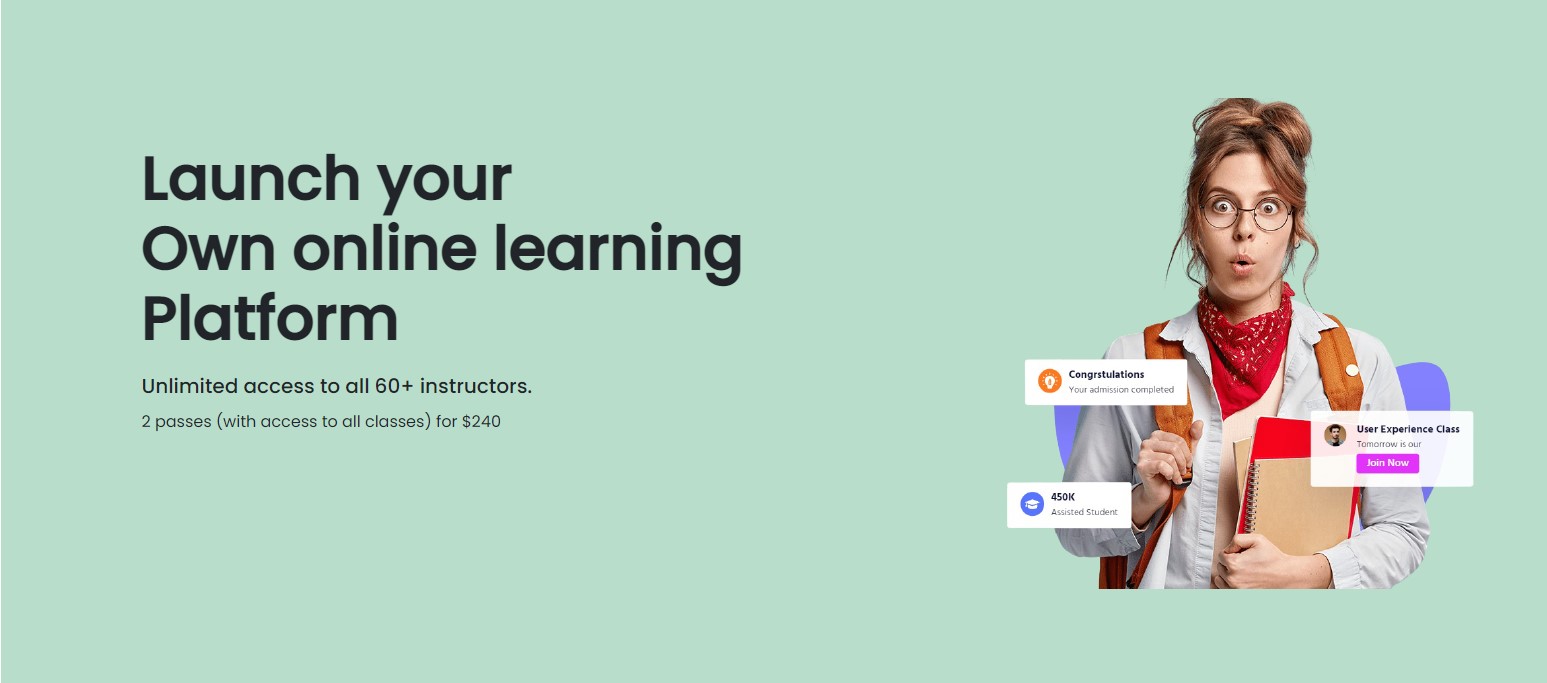 Launch your
Own online learning
Platform
Unlimited access to all 60+ instructors.
2 passes (with access to all classes) for $240
Congrstulations
Your admission completed
User Experience Class
Tomorrow is our
Join Now
450K
Assisted Student